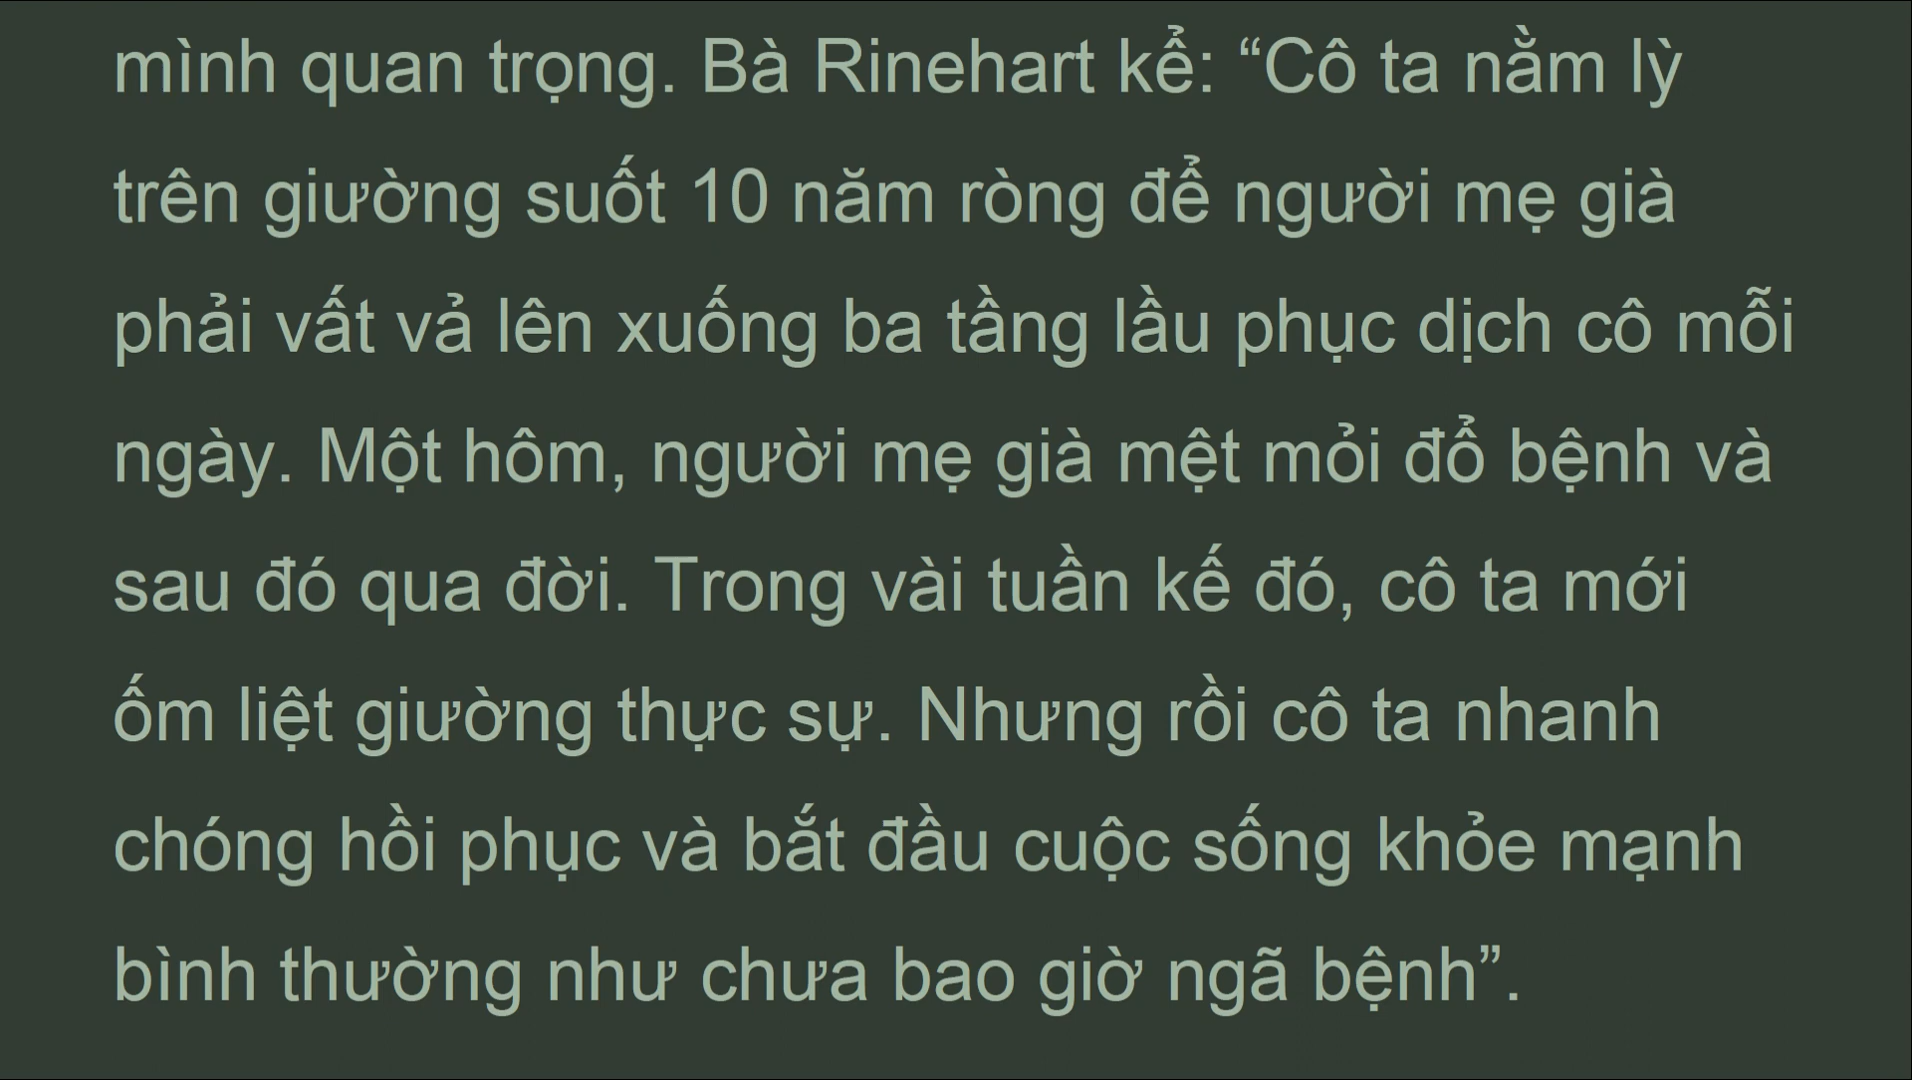 mình quan trọng. Bà Rinehart kể: “Cô ta nằm lỳ
trên giường suốt 10 năm ròng để người mẹ già
phải vất vả lên xuống ba tầng lầu phục dịch cô mỗi
ngày. Một hôm, người mẹ già mệt mỏi đổ bệnh và
sau đó qua đời. Trong vài tuần kế đó, cô ta mới
ốm liệt giường thực sự. Nhưng rồi cô ta nhanh
chóng hồi phục và bắt đầu cuộc sống khỏe mạnh
bình thường như chưa bao giờ ngã bệnh”.